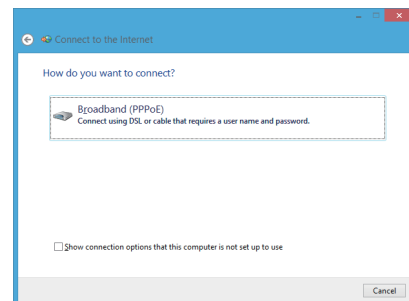 Connect to the Internet
How do you want to connect?
Broadband (PPPoE)
Connect using DSL or cable that requires a user name and password.
Show connection options that this computer is not set up to use
Cancel